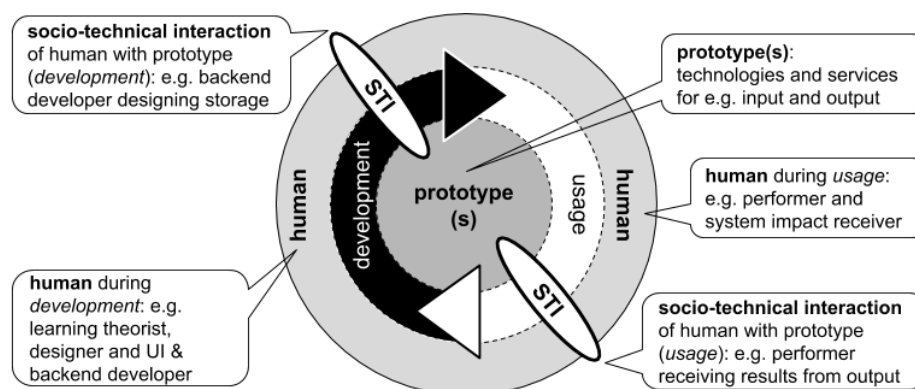 socio-technical interaction
of human with prototype
(development): e.g. backend
developer designing storage
prototype(s):
technologies and services
for e.g. input and output
STI
human
development
prototype
(s)
usage
human
human during usage:
e.g. performer and
system impact receiver
STI
human during
development: e.g.
learning theorist,
designer and UI &
backend developer
socio-technical interaction
of human with prototype
(usage): e.g. performer
receiving results from output